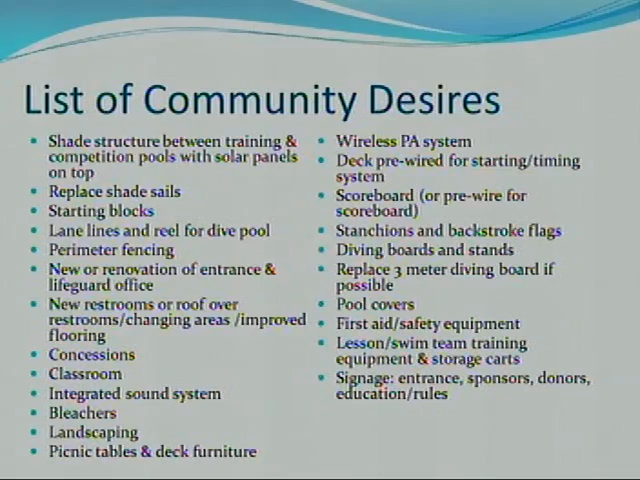 List of Community Desires
Shade structure between training &
competition pools with solar panels
on top
Replace shade sails
Starting blocks
Lane lines and reel for dive pool
Perimeter fencing
New or renovation of entrance &
lifeguard office
New restrooms or roof over
restrooms/changing areas /improved
flooring
Concessions
Classroom
Integrated sound system
Bleachers
Landscaping
Picnic tables & deck furniture
Wireless PA system
Deck pre-wired for starting/timing
system
Scoreboard (or pre-wire for
scoreboard)
Stanchions and backstroke flags
Diving boards and stands
Replace 3 meter diving board if
possible
Pool covers
First aid/safety equipment
Lesson/swim team training
equipment & storage carts
Signage: entrance, sponsors, donors,
education/rules